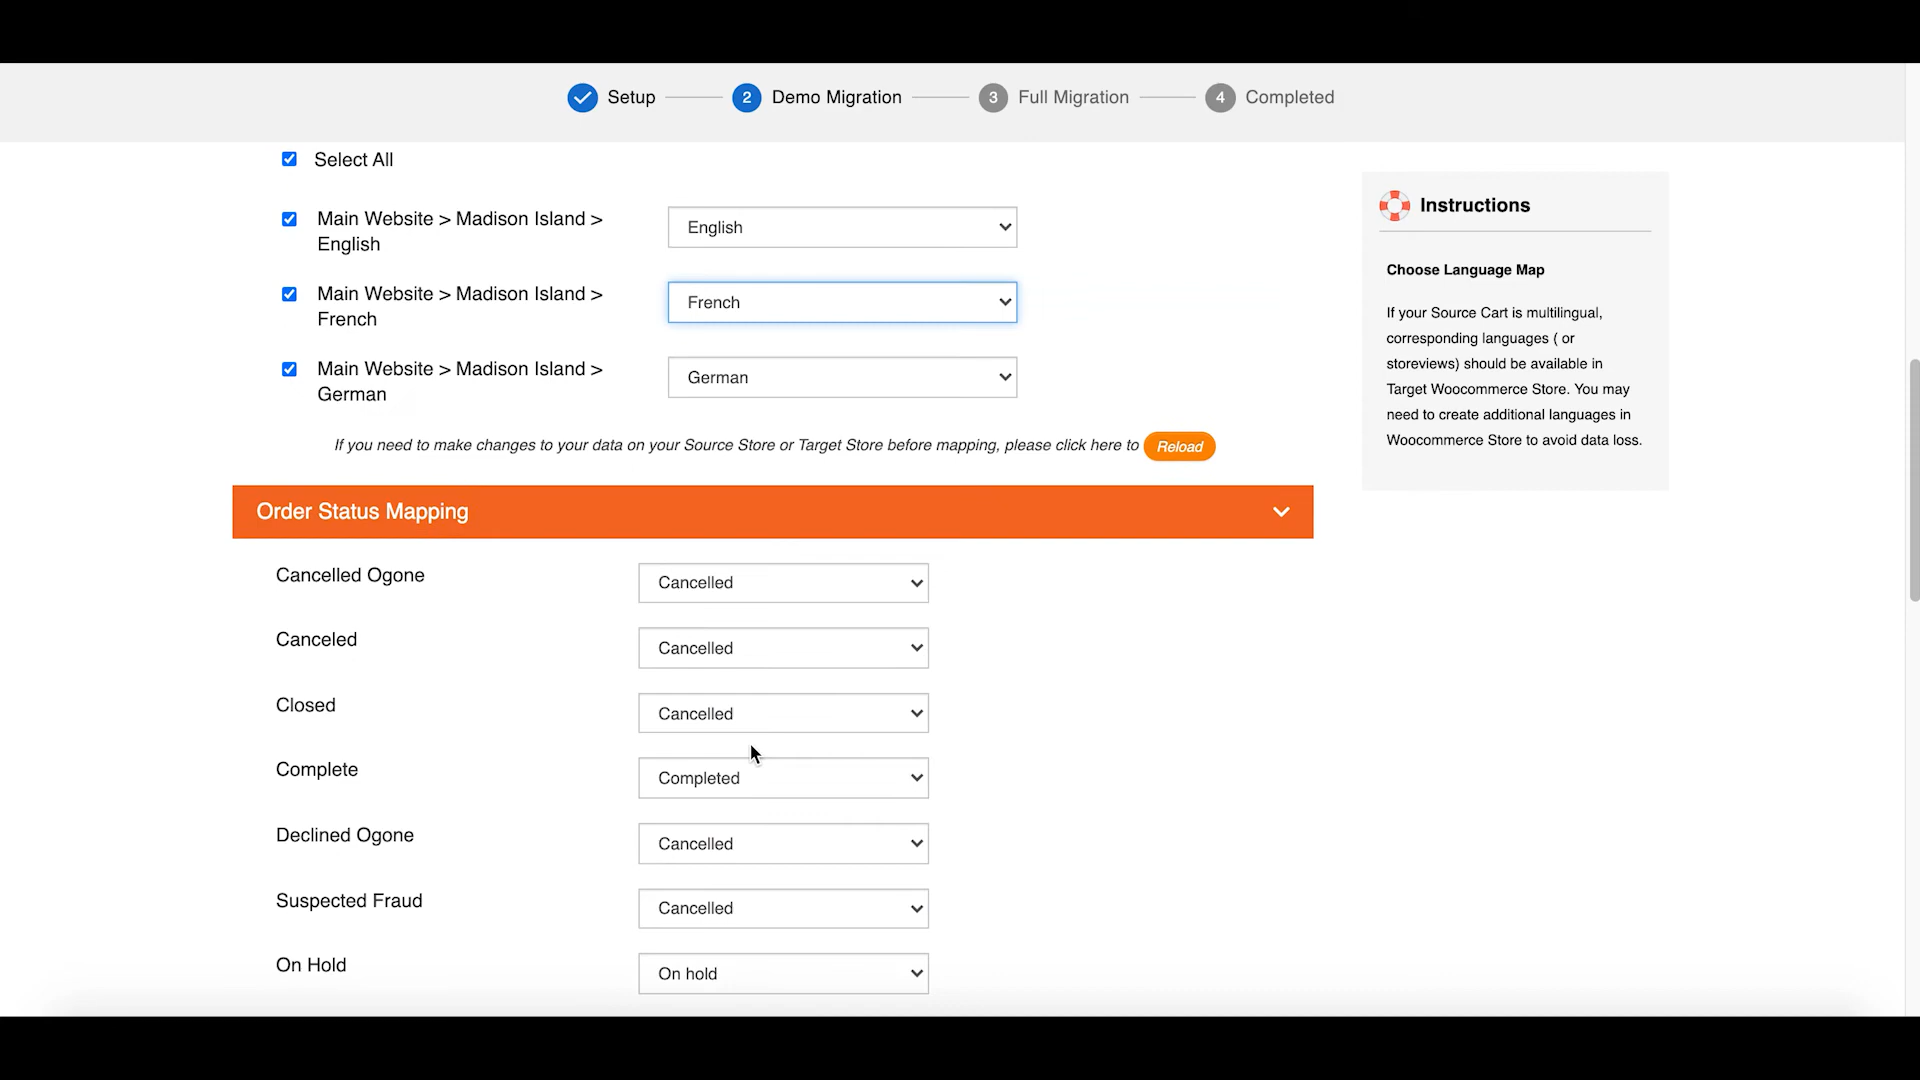 Setup
2 Demo Migration
3 Full Migration
4 Completed
Select All
Main Website > Madison Island >
English
English
Main Website > Madison Island >
French
French
Main Website > Madison Island >
German
German
If you need to make changes to your data on your Source Store or Target Store before mapping, please click here to Reload
Instructions
Choose Language Map
If your Source Cart is multilingual,
corresponding languages ( or
storeviews) should be available in
Target Woocommerce Store. You may
need to create additional languages in
Woocommerce Store to avoid data loss.
Order Status Mapping
Cancelled Ogone
Cancelled
Canceled
Cancelled
Closed
Cancelled
Complete
Completed
Declined Ogone
Cancelled
Suspected Fraud
Cancelled
On Hold
On hold